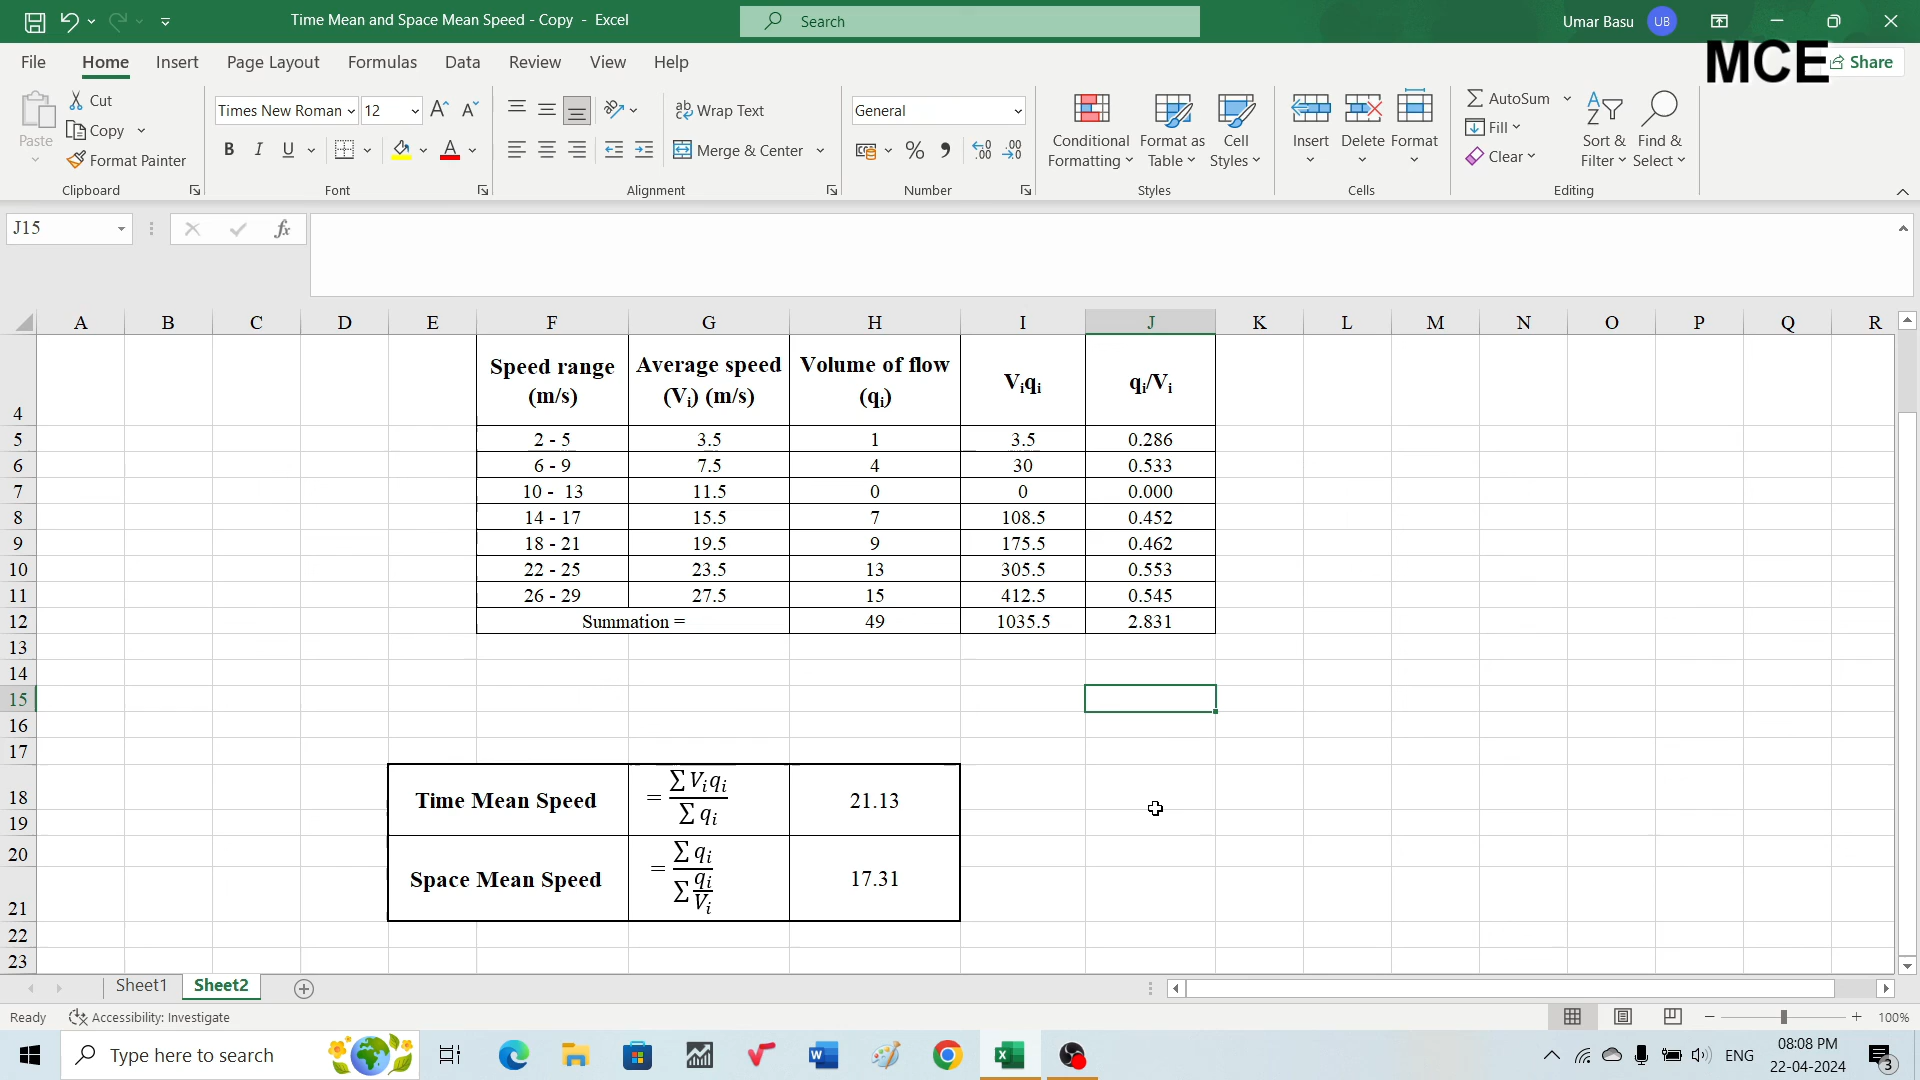 Time Mean and Space Mean Speed - Copy - Excel
Search
Umar Basu UB
MCE
File Home Insert Page Layout Formulas Data Review View Help Share
Paste
Cut
Copy
Format Painter
Clipboard
Times New Roman 12
B I U
Font
Wrap Text
Merge & Center
Alignment
General
Number
Conditional Formatting
Format as Table
Cell Styles
Styles
Insert Delete Format
Cells
AutoSum
Fill
Clear
Sort & Filter
Find & Select
Editing
J15
fx
A B C D E F G H I J K L M N O P Q R
4 Speed range (m/s) Average speed (Vi) (m/s) Volume of flow (qi) Viqi qi/Vi
5 2 - 5 3.5 1 3.5 0.286
6 6 - 9 7.5 4 30 0.533
7 10 - 13 11.5 0 0 0.000
8 14 - 17 15.5 7 108.5 0.452
9 18 - 21 19.5 9 175.5 0.462
10 22 - 25 23.5 13 305.5 0.553
11 26 - 29 27.5 15 412.5 0.545
12 Summation = 49 1035.5 2.831
13
14
15
16
17
18 Time Mean Speed = ∑Viqi / ∑qi 21.13
19
20 Space Mean Speed = ∑qi / ∑(qi/Vi) 17.31
21
22
23
Sheet1 Sheet2
Ready Accessibility: Investigate 100%
Type here to search
ENG
08:08 PM
22-04-2024
3